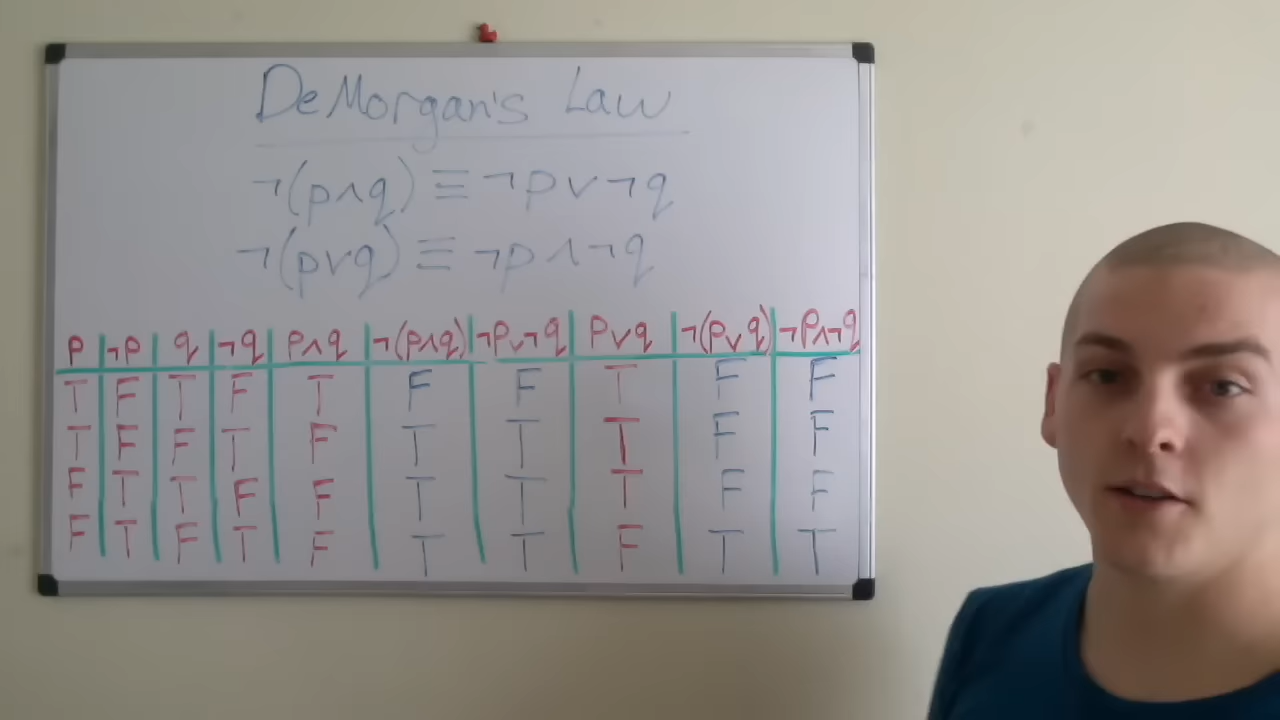 DeMorgan's Law
¬(p∧q) ≡ ¬p∨¬q
¬(p∨q) ≡ ¬p∧¬q
p ¬p q ¬q p∧q ¬(p∧q) ¬p∨¬q p∨q ¬(p∨q) ¬p∧¬q
T F T F T F F T F F
T F F T F T T T F F
F T T F F T T T F F
F T F T F T T F T T